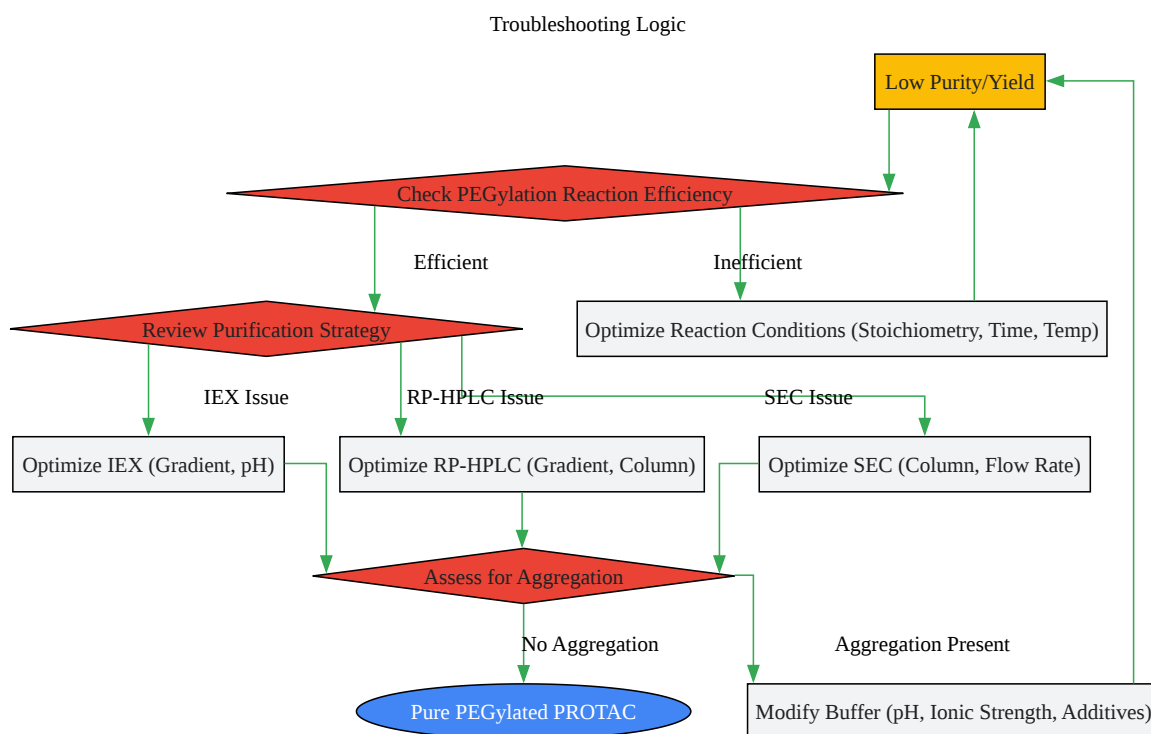 Troubleshooting Logic
Low Purity/Yield
Check PEGylation Reaction Efficiency
Efficient
Inefficient
Review Purification Strategy
Optimize Reaction Conditions (Stoichiometry, Time, Temp)
IEX Issue
RP-HPLC Issue
SEC Issue
Optimize IEX (Gradient, pH)
Optimize RP-HPLC (Gradient, Column)
Optimize SEC (Column, Flow Rate)
Assess for Aggregation
No Aggregation
Aggregation Present
Pure PEGylated PROTAC
Modify Buffer (pH, Ionic Strength, Additives)